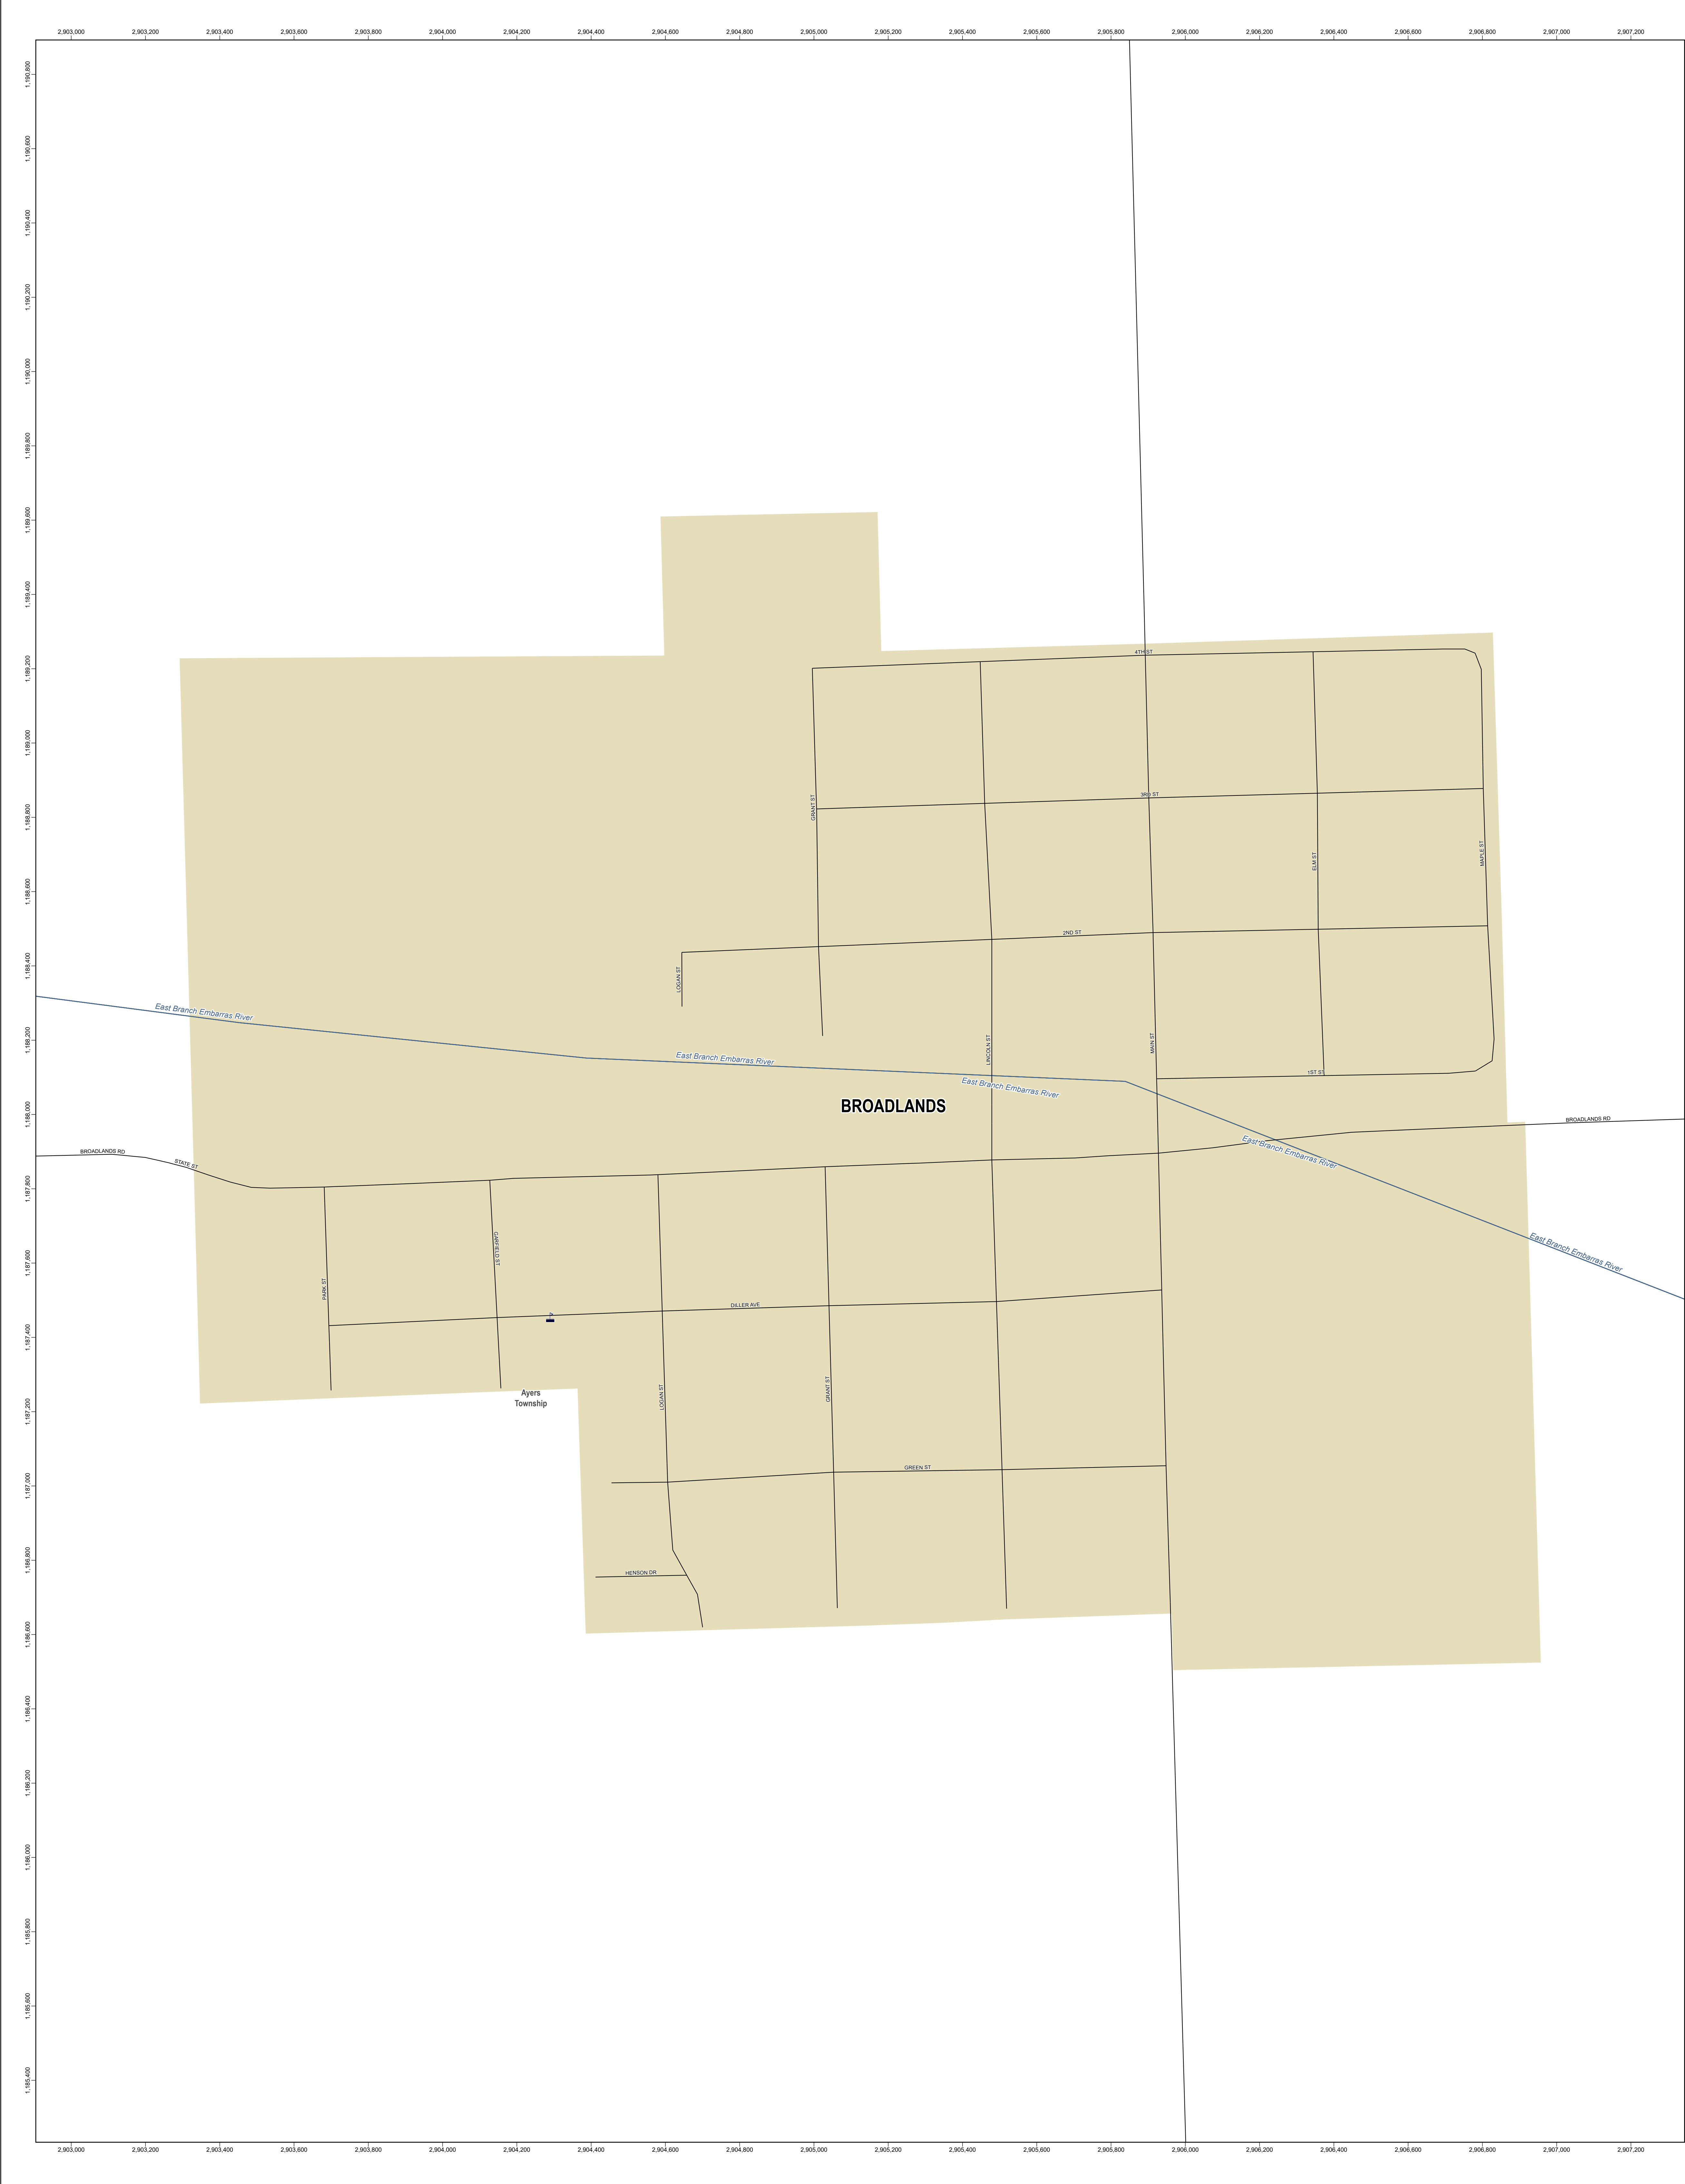 2,903,000 2,903,200 2,903,400 2,903,600 2,903,800 2,904,000 2,904,200 2,904,400 2,904,600 2,904,800 2,905,000 2,905,200 2,905,400 2,905,600 2,905,800 2,906,000 2,906,200 2,906,400 2,906,600 2,906,800 2,907,000 2,907,200
1,190,800
1,190,600
1,190,400
1,190,200
1,190,000
1,189,800
1,189,600
1,189,400
1,189,200
1,189,000
1,188,800
1,188,600
1,188,400
1,188,200
1,188,000
1,187,800
1,187,600
1,187,400
1,187,200
1,187,000
1,186,800
1,186,600
1,186,400
1,186,200
1,186,000
1,185,800
1,185,600
1,185,400
4TH ST
3RD ST
GRANT ST
ELM ST
MAPLE ST
2ND ST
LOGAN ST
East Branch Embarras River
LINCOLN ST
MAIN ST
East Branch Embarras River
1ST ST
East Branch Embarras River
BROADLANDS
BROADLANDS RD
East Branch Embarras River
BROADLANDS RD
STATE ST
GARFIELD ST
East Branch Embarras River
PARK ST
DILLER AVE
Ayers
Township
LOGAN ST
GRANT ST
GREEN ST
HENSON DR
2,903,000 2,903,200 2,903,400 2,903,600 2,903,800 2,904,000 2,904,200 2,904,400 2,904,600 2,904,800 2,905,000 2,905,200 2,905,400 2,905,600 2,905,800 2,906,000 2,906,200 2,906,400 2,906,600 2,906,800 2,907,000 2,907,200